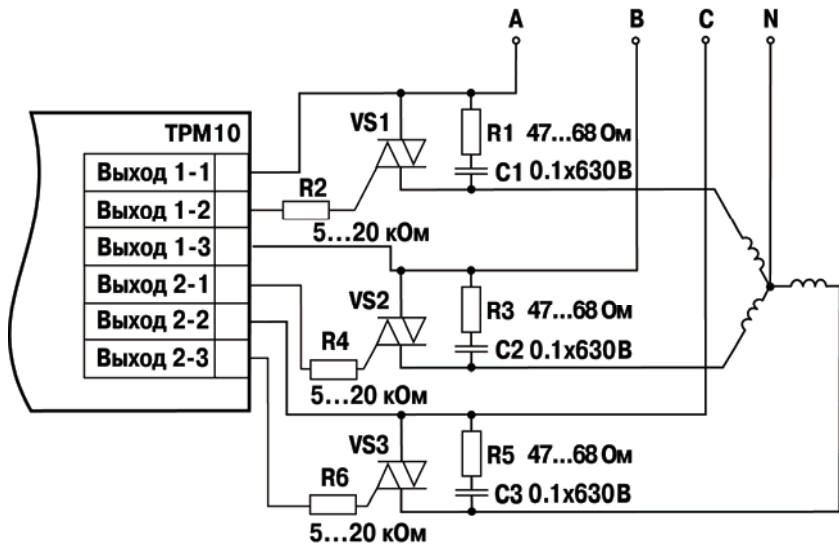 A B C N
ТРМ10
VS1
R1 47...68 Ом
Выход 1-1
R2
C1 0.1x630В
Выход 1-2
5...20 кОм
Выход 1-3
Выход 2-1
VS2
R3 47...68 Ом
Выход 2-2
R4
C2 0.1x630В
Выход 2-3
5...20 кОм
VS3
R5 47...68 Ом
R6
C3 0.1x630В
5...20 кОм